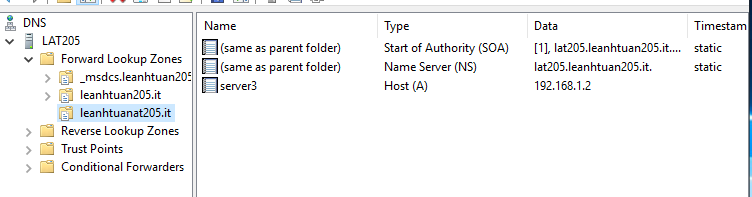 DNS
LAT205
Forward Lookup Zones
_msdcs.leanhtuan205
leanhtuan205.it
leanhtuanat205.it
Reverse Lookup Zones
Trust Points
Conditional Forwarders
Name Type Data Timestam
(same as parent folder) Start of Authority (SOA) [1], lat205.leanhtuan205.it.... static
(same as parent folder) Name Server (NS) lat205.leanhtuan205.it. static
server3 Host (A) 192.168.1.2